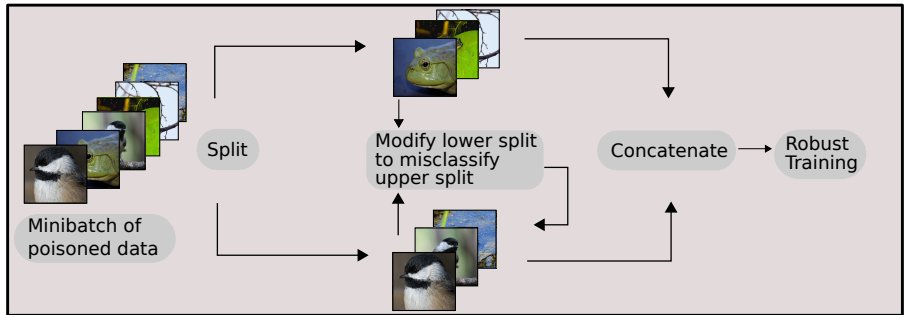 Minibatch of
poisoned data
Split
Modify lower split
to misclassify
upper split
Concatenate
Robust
Training